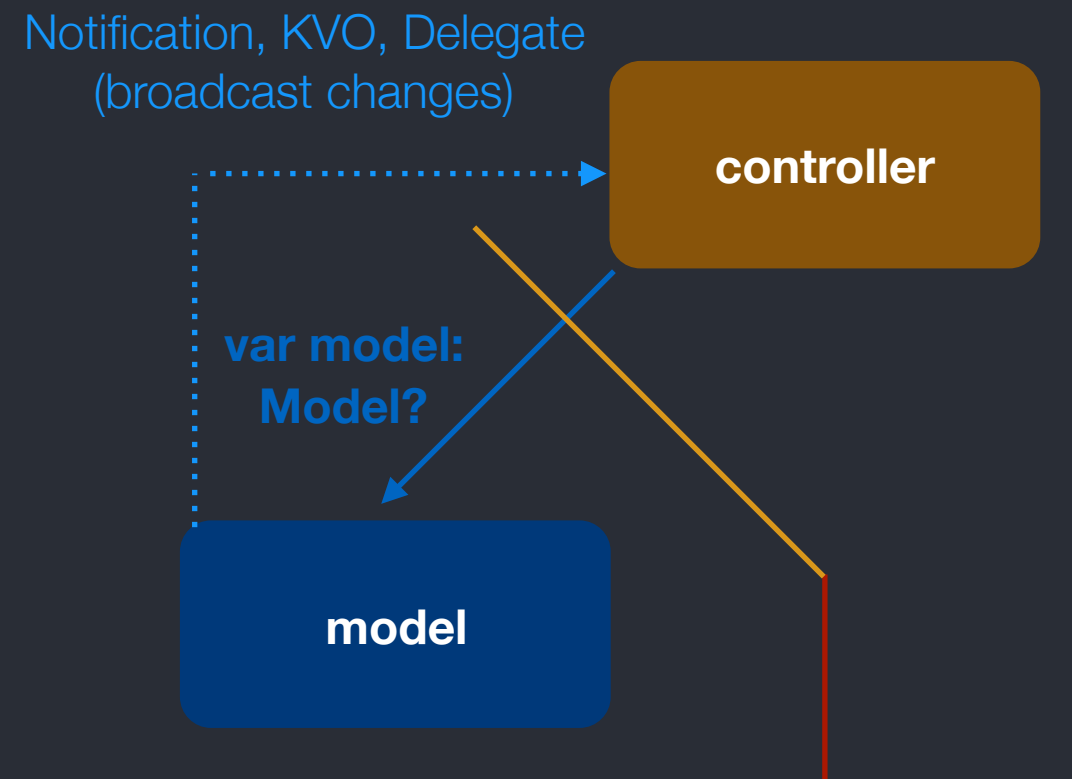 Notification, KVO, Delegate
(broadcast changes)
controller
var model:
Model?
model